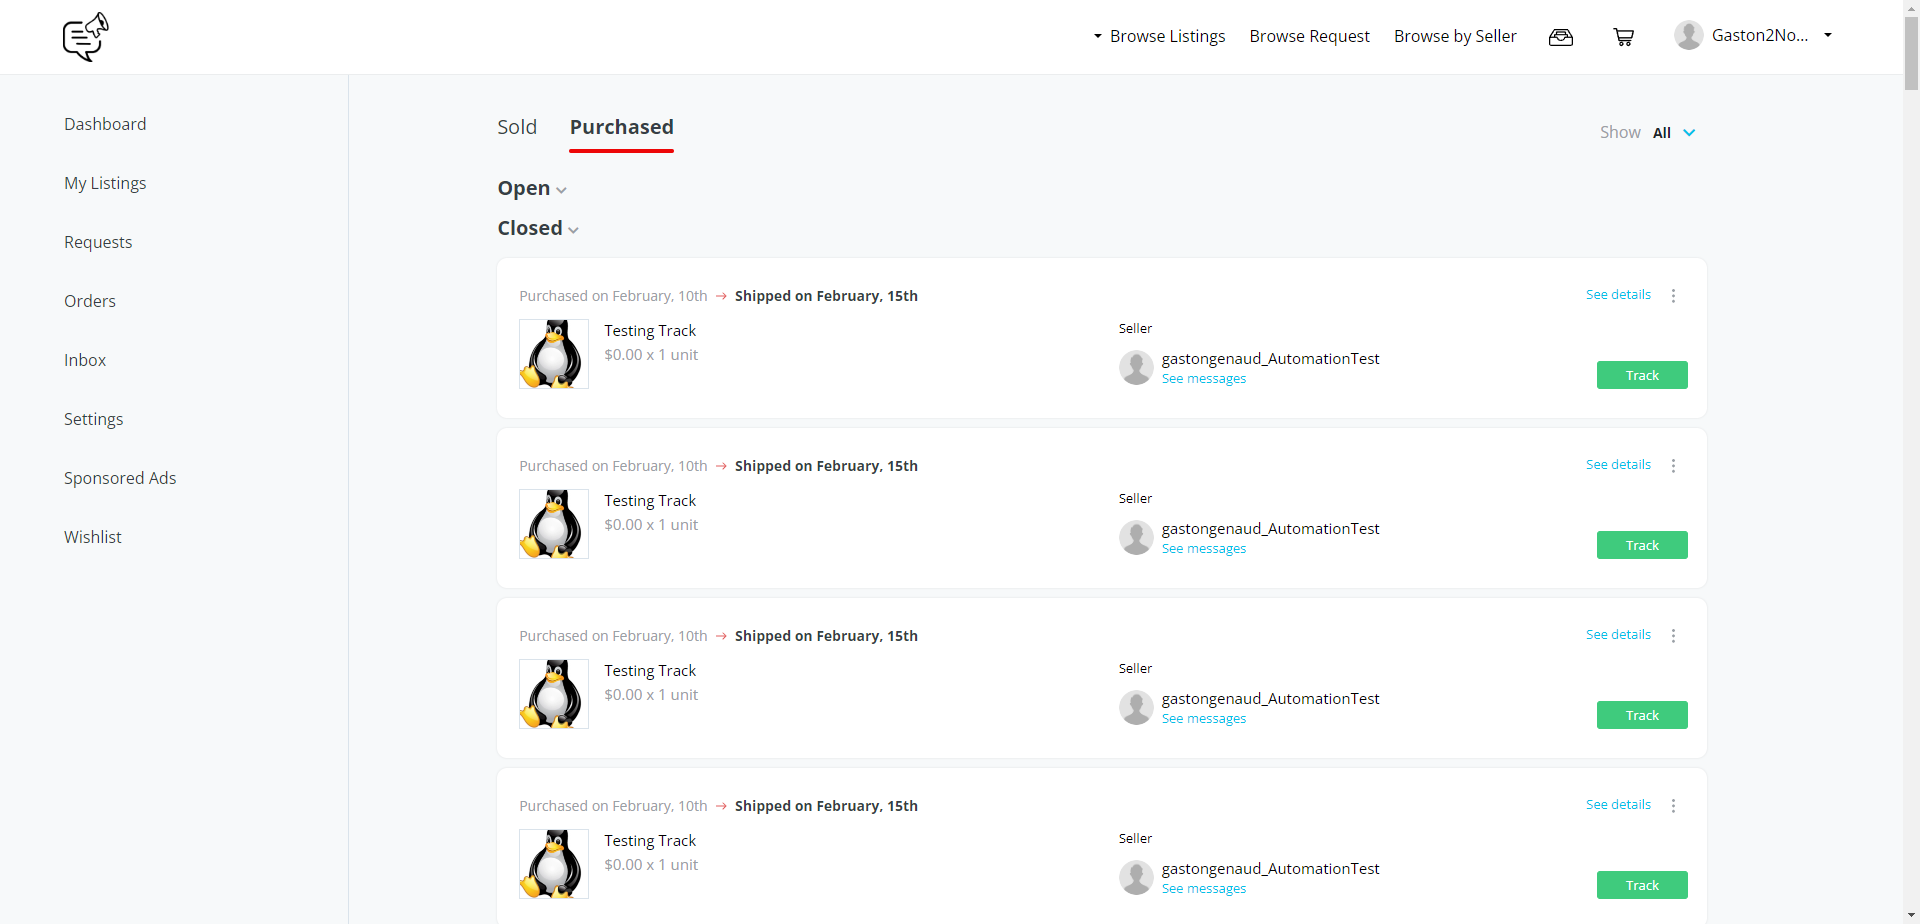 Browse Listings Browse Request Browse by Seller Gaston2No...
Dashboard
My Listings
Requests
Orders
Inbox
Settings
Sponsored Ads
Wishlist
Sold Purchased Show All
Open
Closed
Purchased on February, 10th → Shipped on February, 15th See details
Testing Track
$0.00 x 1 unit
Seller
gastongenaud_AutomationTest
See messages
Track
Purchased on February, 10th → Shipped on February, 15th See details
Testing Track
$0.00 x 1 unit
Seller
gastongenaud_AutomationTest
See messages
Track
Purchased on February, 10th → Shipped on February, 15th See details
Testing Track
$0.00 x 1 unit
Seller
gastongenaud_AutomationTest
See messages
Track
Purchased on February, 10th → Shipped on February, 15th See details
Testing Track
$0.00 x 1 unit
Seller
gastongenaud_AutomationTest
See messages
Track